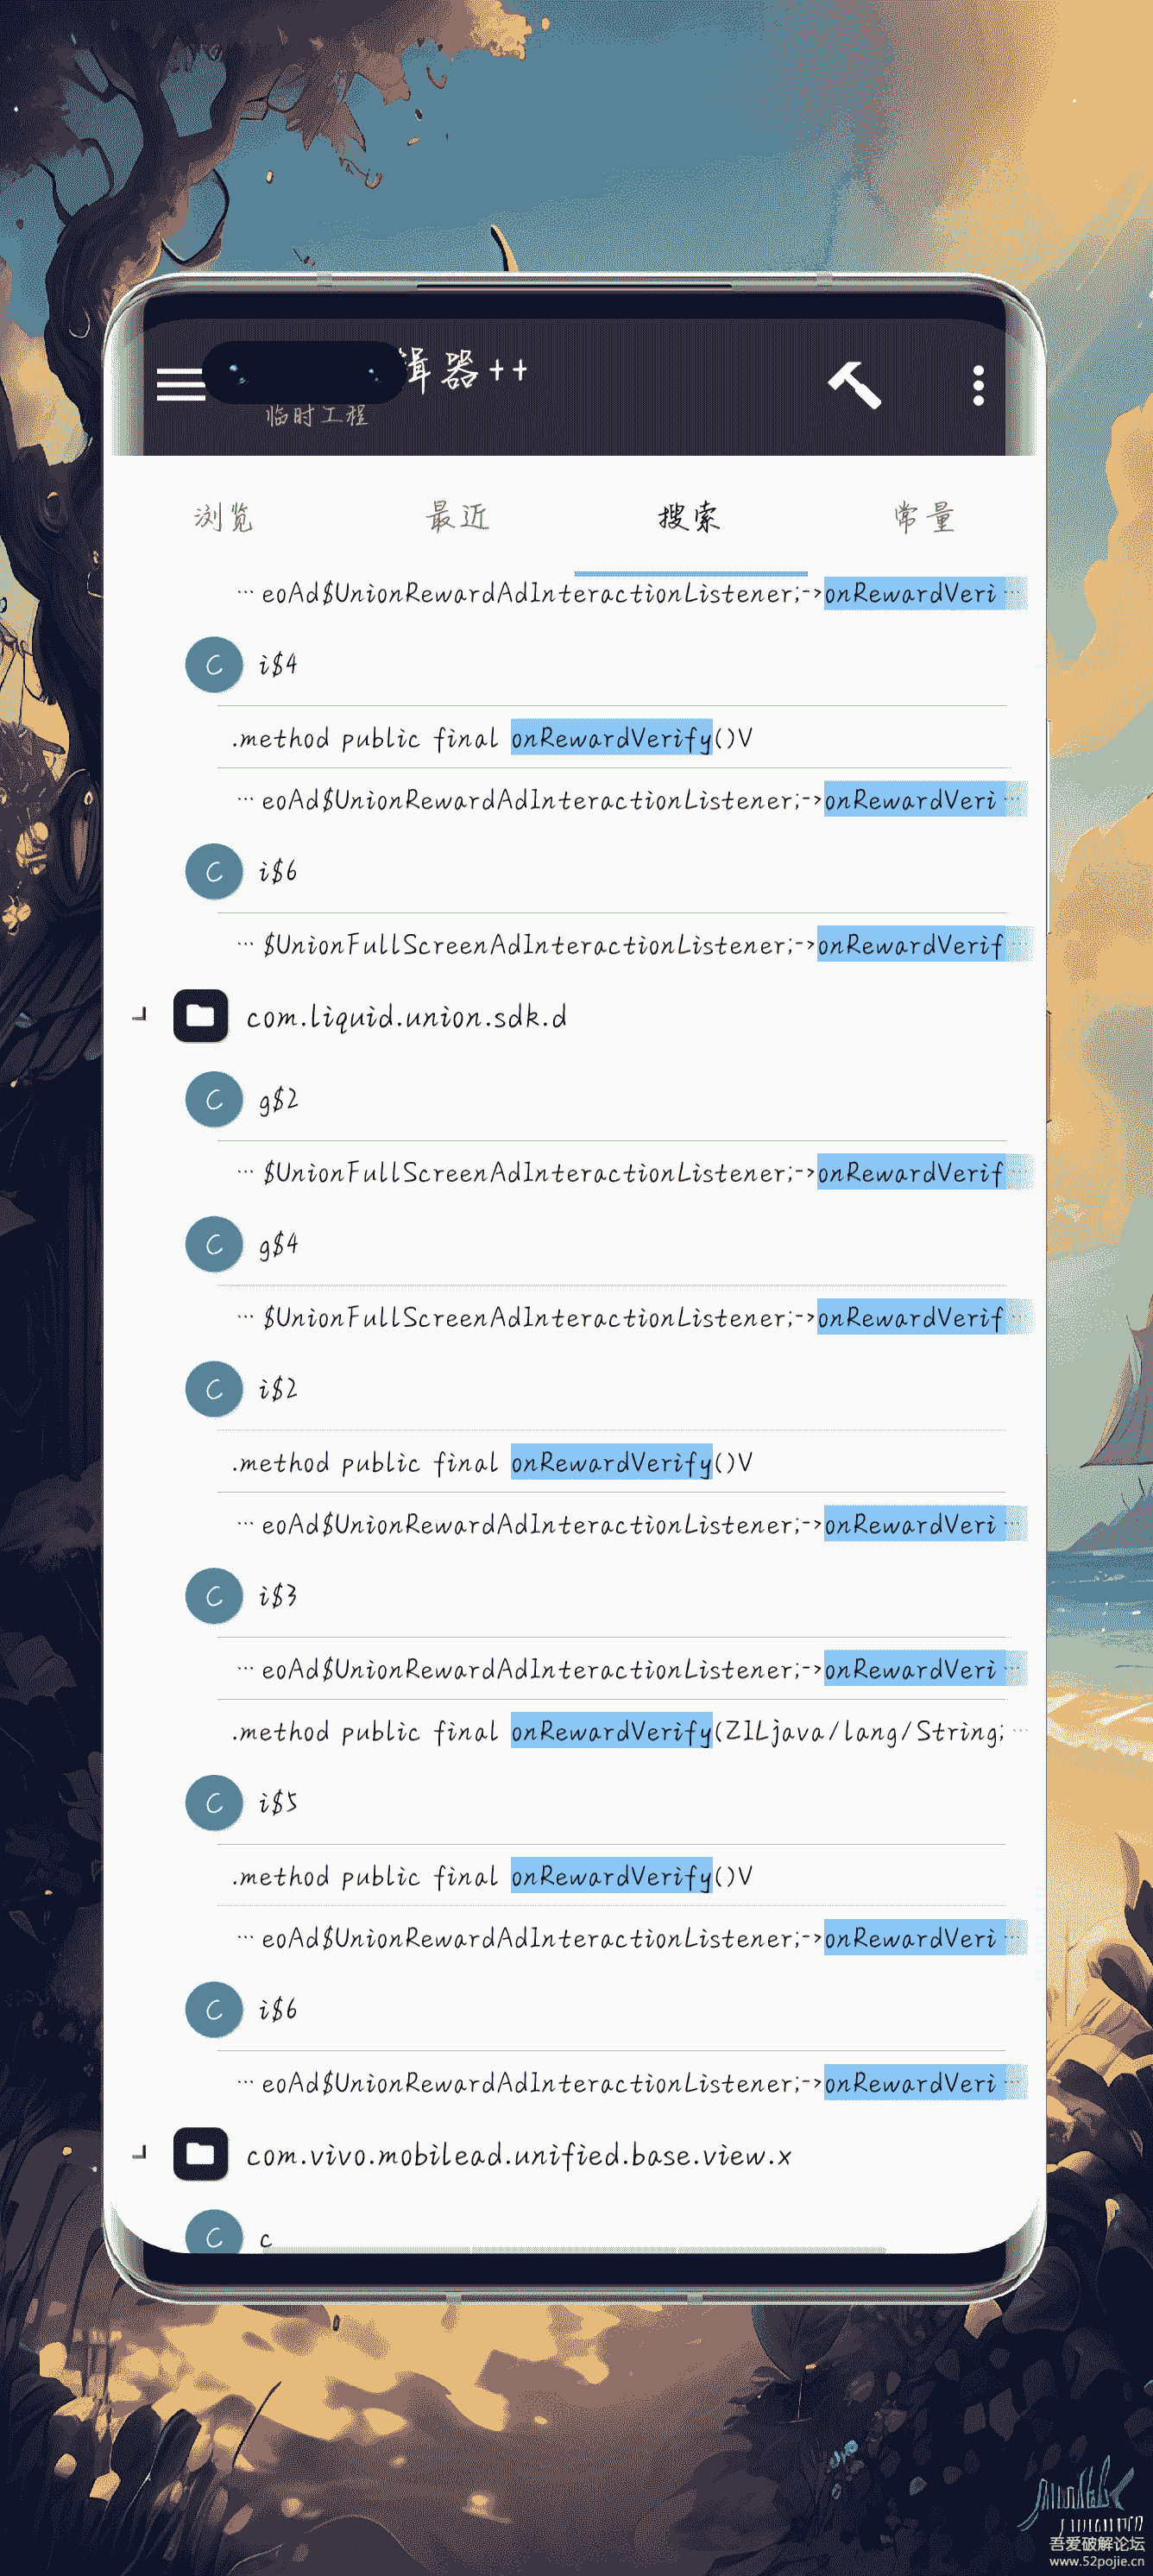 辑器++
临时工程
浏览 最近 搜索 常量
··· eoAd$UnionRewardAdInteractionListener;->onRewardVeri ···
C i$4
.method public final onRewardVerify()V
··· eoAd$UnionRewardAdInteractionListener;->onRewardVeri ···
C i$6
··· $UnionFullScreenAdInteractionListener;->onRewardVerif ···
com.liquid.union.sdk.d
C g$2
··· $UnionFullScreenAdInteractionListener;->onRewardVerif ···
C g$4
··· $UnionFullScreenAdInteractionListener;->onRewardVerif ···
C i$2
.method public final onRewardVerify()V
··· eoAd$UnionRewardAdInteractionListener;->onRewardVeri ···
C i$3
··· eoAd$UnionRewardAdInteractionListener;->onRewardVeri ···
.method public final onRewardVerify(ZILjava/lang/String; ···
C i$5
.method public final onRewardVerify()V
··· eoAd$UnionRewardAdInteractionListener;->onRewardVeri ···
C i$6
··· eoAd$UnionRewardAdInteractionListener;->onRewardVeri ···
com.vivo.mobilead.unified.base.view.x
C c
吾爱破解论坛
www.52pojie.cn